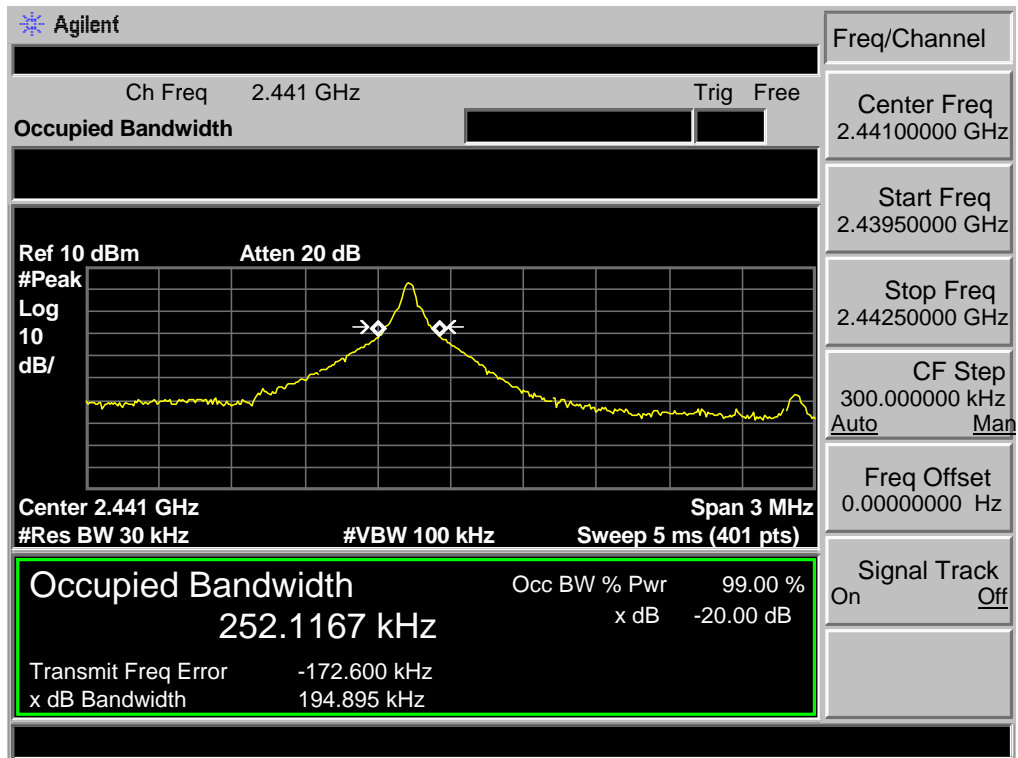 Agilent
Freq/Channel
Ch Freq 2.441 GHz Trig Free
Occupied Bandwidth
Center Freq
2.44100000 GHz
Start Freq
2.43950000 GHz
Ref 10 dBm Atten 20 dB
#Peak
Log
10
dB/
Stop Freq
2.44250000 GHz
CF Step
300.000000 kHz
Auto Man
Freq Offset
0.00000000 Hz
Center 2.441 GHz Span 3 MHz
#Res BW 30 kHz #VBW 100 kHz Sweep 5 ms (401 pts)
Signal Track
On Off
Occupied Bandwidth Occ BW % Pwr 99.00 %
252.1167 kHz x dB -20.00 dB
Transmit Freq Error -172.600 kHz
x dB Bandwidth 194.895 kHz